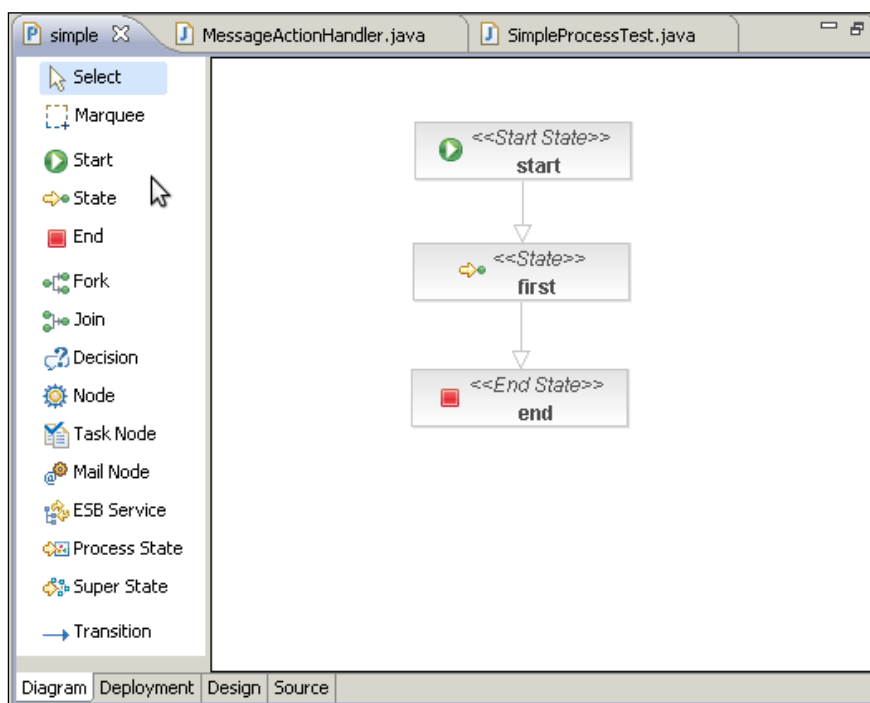 simple
MessageActionHandler.java
SimpleProcessTest.java
Select
Marquee
Start
State
End
Fork
Join
Decision
Node
Task Node
Mail Node
ESB Service
Process State
Super State
Transition
<<Start State>>
start
<<State>>
first
<<End State>>
end
Diagram
Deployment
Design
Source